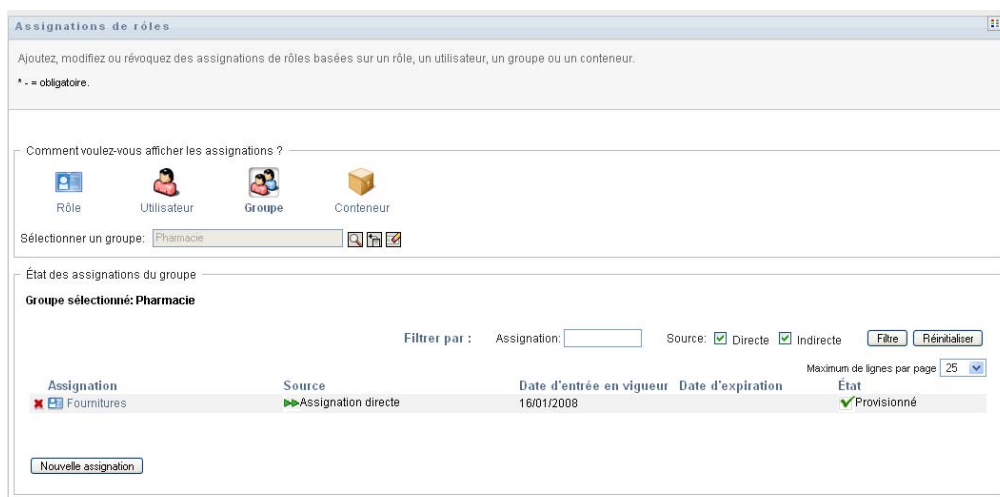 Assignations de rôles
Ajoutez, modifiez ou révoquez des assignations de rôles basées sur un rôle, un utilisateur, un groupe ou un conteneur.
* - = obligatoire.
Comment voulez-vous afficher les assignations ?
Rôle Utilisateur Groupe Conteneur
Sélectionner un groupe: Pharmacie
État des assignations du groupe
Groupe sélectionné: Pharmacie
Filtrer par : Assignation: Source: Directe Indirecte Filtre Réinitialiser
Maximum de lignes par page 25
Assignation Source Date d'entrée en vigueur Date d'expiration État
Fournitures Assignation directe 16/01/2008 Provisionné
Nouvelle assignation